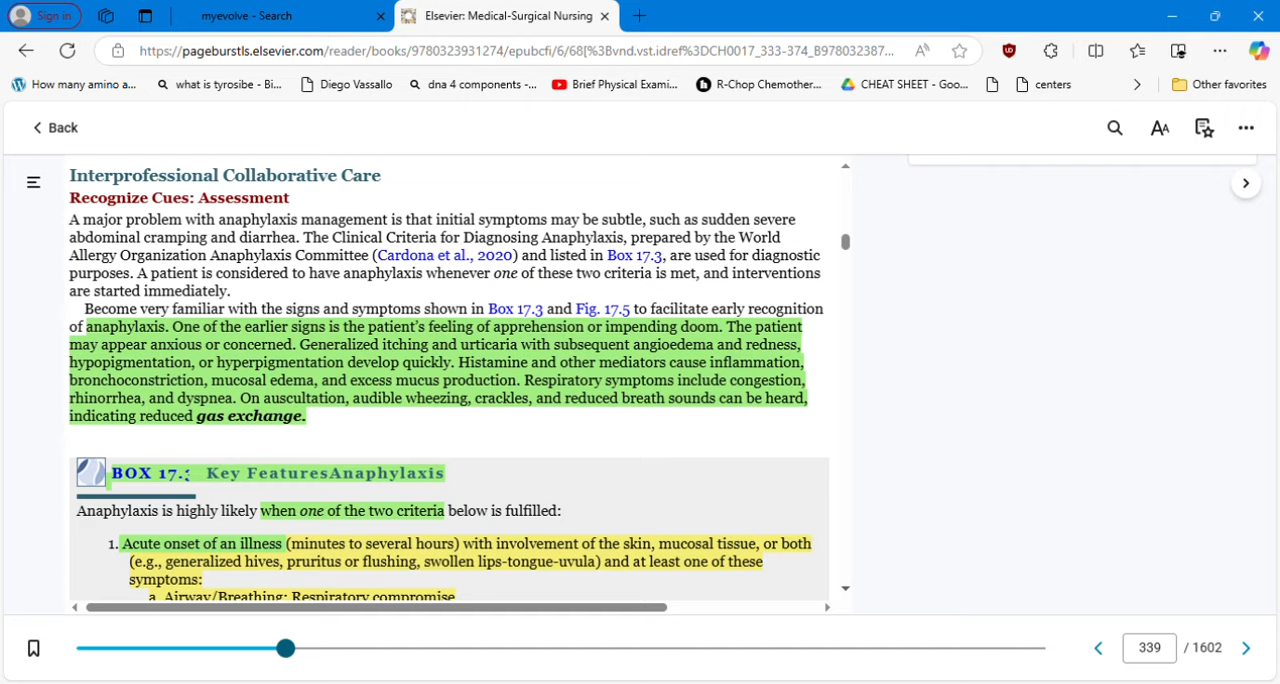 Sign in
myevolve - Search
Elsevier: Medical-Surgical Nursing
https://pageburstls.elsevier.com/reader/books/9780323931274/epubcfi/6/68[%3Bvnd.vst.idref%3DCH0017_333-374_B978032387...
How many amino a...
what is tyrosibe - Bi...
Diego Vassallo
dna 4 components -...
Brief Physical Exami...
R-Chop Chemother...
CHEAT SHEET - Goo...
centers
Other favorites
Back
Interprofessional Collaborative Care
Recognize Cues: Assessment
A major problem with anaphylaxis management is that initial symptoms may be subtle, such as sudden severe
abdominal cramping and diarrhea. The Clinical Criteria for Diagnosing Anaphylaxis, prepared by the World
Allergy Organization Anaphylaxis Committee (Cardona et al., 2020) and listed in Box 17.3, are used for diagnostic
purposes. A patient is considered to have anaphylaxis whenever one of these two criteria is met, and interventions
are started immediately.
Become very familiar with the signs and symptoms shown in Box 17.3 and Fig. 17.5 to facilitate early recognition
of anaphylaxis. One of the earlier signs is the patient's feeling of apprehension or impending doom. The patient
may appear anxious or concerned. Generalized itching and urticaria with subsequent angioedema and redness,
hypopigmentation, or hyperpigmentation develop quickly. Histamine and other mediators cause inflammation,
bronchoconstriction, mucosal edema, and excess mucus production. Respiratory symptoms include congestion,
rhinorrhea, and dyspnea. On auscultation, audible wheezing, crackles, and reduced breath sounds can be heard,
indicating reduced gas exchange.
BOX 17.3 Key FeaturesAnaphylaxis
Anaphylaxis is highly likely when one of the two criteria below is fulfilled:
1. Acute onset of an illness (minutes to several hours) with involvement of the skin, mucosal tissue, or both
(e.g., generalized hives, pruritus or flushing, swollen lips-tongue-uvula) and at least one of these
symptoms:
a. Airway/Breathing: Respiratory compromise
339 / 1602